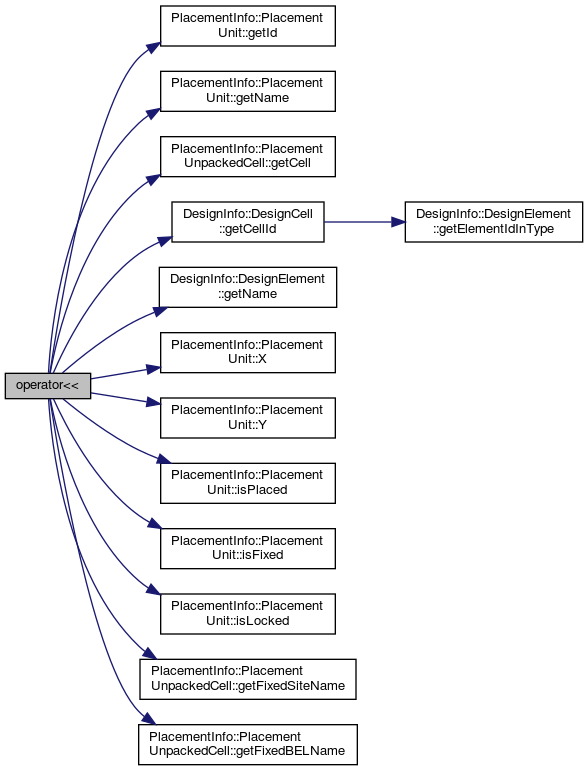 PlacementInfo::Placement
Unit::getId
PlacementInfo::Placement
Unit::getName
PlacementInfo::Placement
UnpackedCell::getCell
DesignInfo::DesignCell
::getCellId
DesignInfo::DesignElement
::getElementIdInType
DesignInfo::DesignElement
::getName
PlacementInfo::Placement
Unit::X
operator<<
PlacementInfo::Placement
Unit::Y
PlacementInfo::Placement
Unit::isPlaced
PlacementInfo::Placement
Unit::isFixed
PlacementInfo::Placement
Unit::isLocked
PlacementInfo::Placement
UnpackedCell::getFixedSiteName
PlacementInfo::Placement
UnpackedCell::getFixedBELName